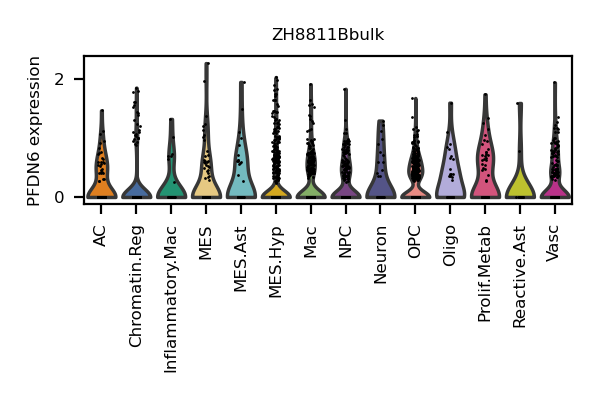 ZH8811Bbulk
PFDN6 expression
2
0
AC
Chromatin.Reg
Inflammatory.Mac
MES
MES.Ast
MES.Hyp
Mac
NPC
Neuron
OPC
Oligo
Prolif.Metab
Reactive.Ast
Vasc